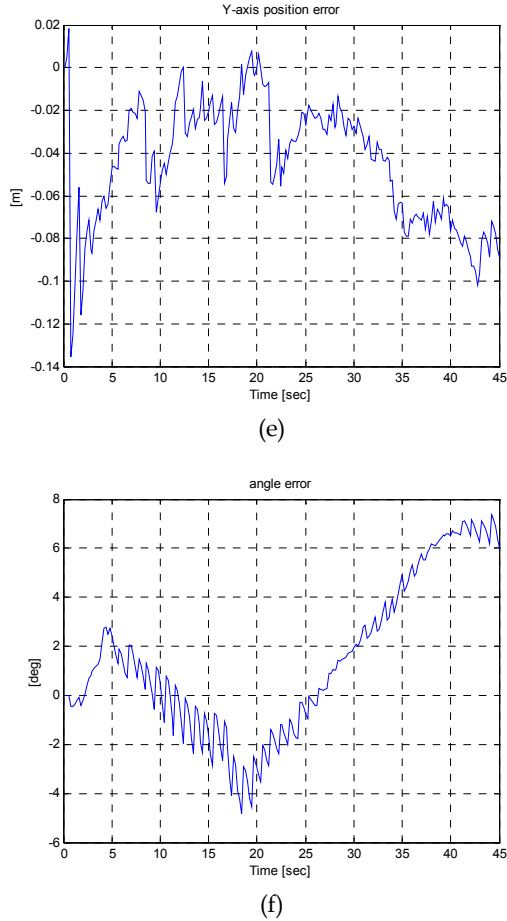 Y-axis position error
0.02
0
-0.02
-0.04
-0.06
-0.08
-0.1
-0.12
-0.14
[m]
0 5 10 15 20 25 30 35 40 45
Time [sec]
(e)
angle error
8
6
4
2
0
-2
-4
-6
[deg]
0 5 10 15 20 25 30 35 40 45
Time [sec]
(f)